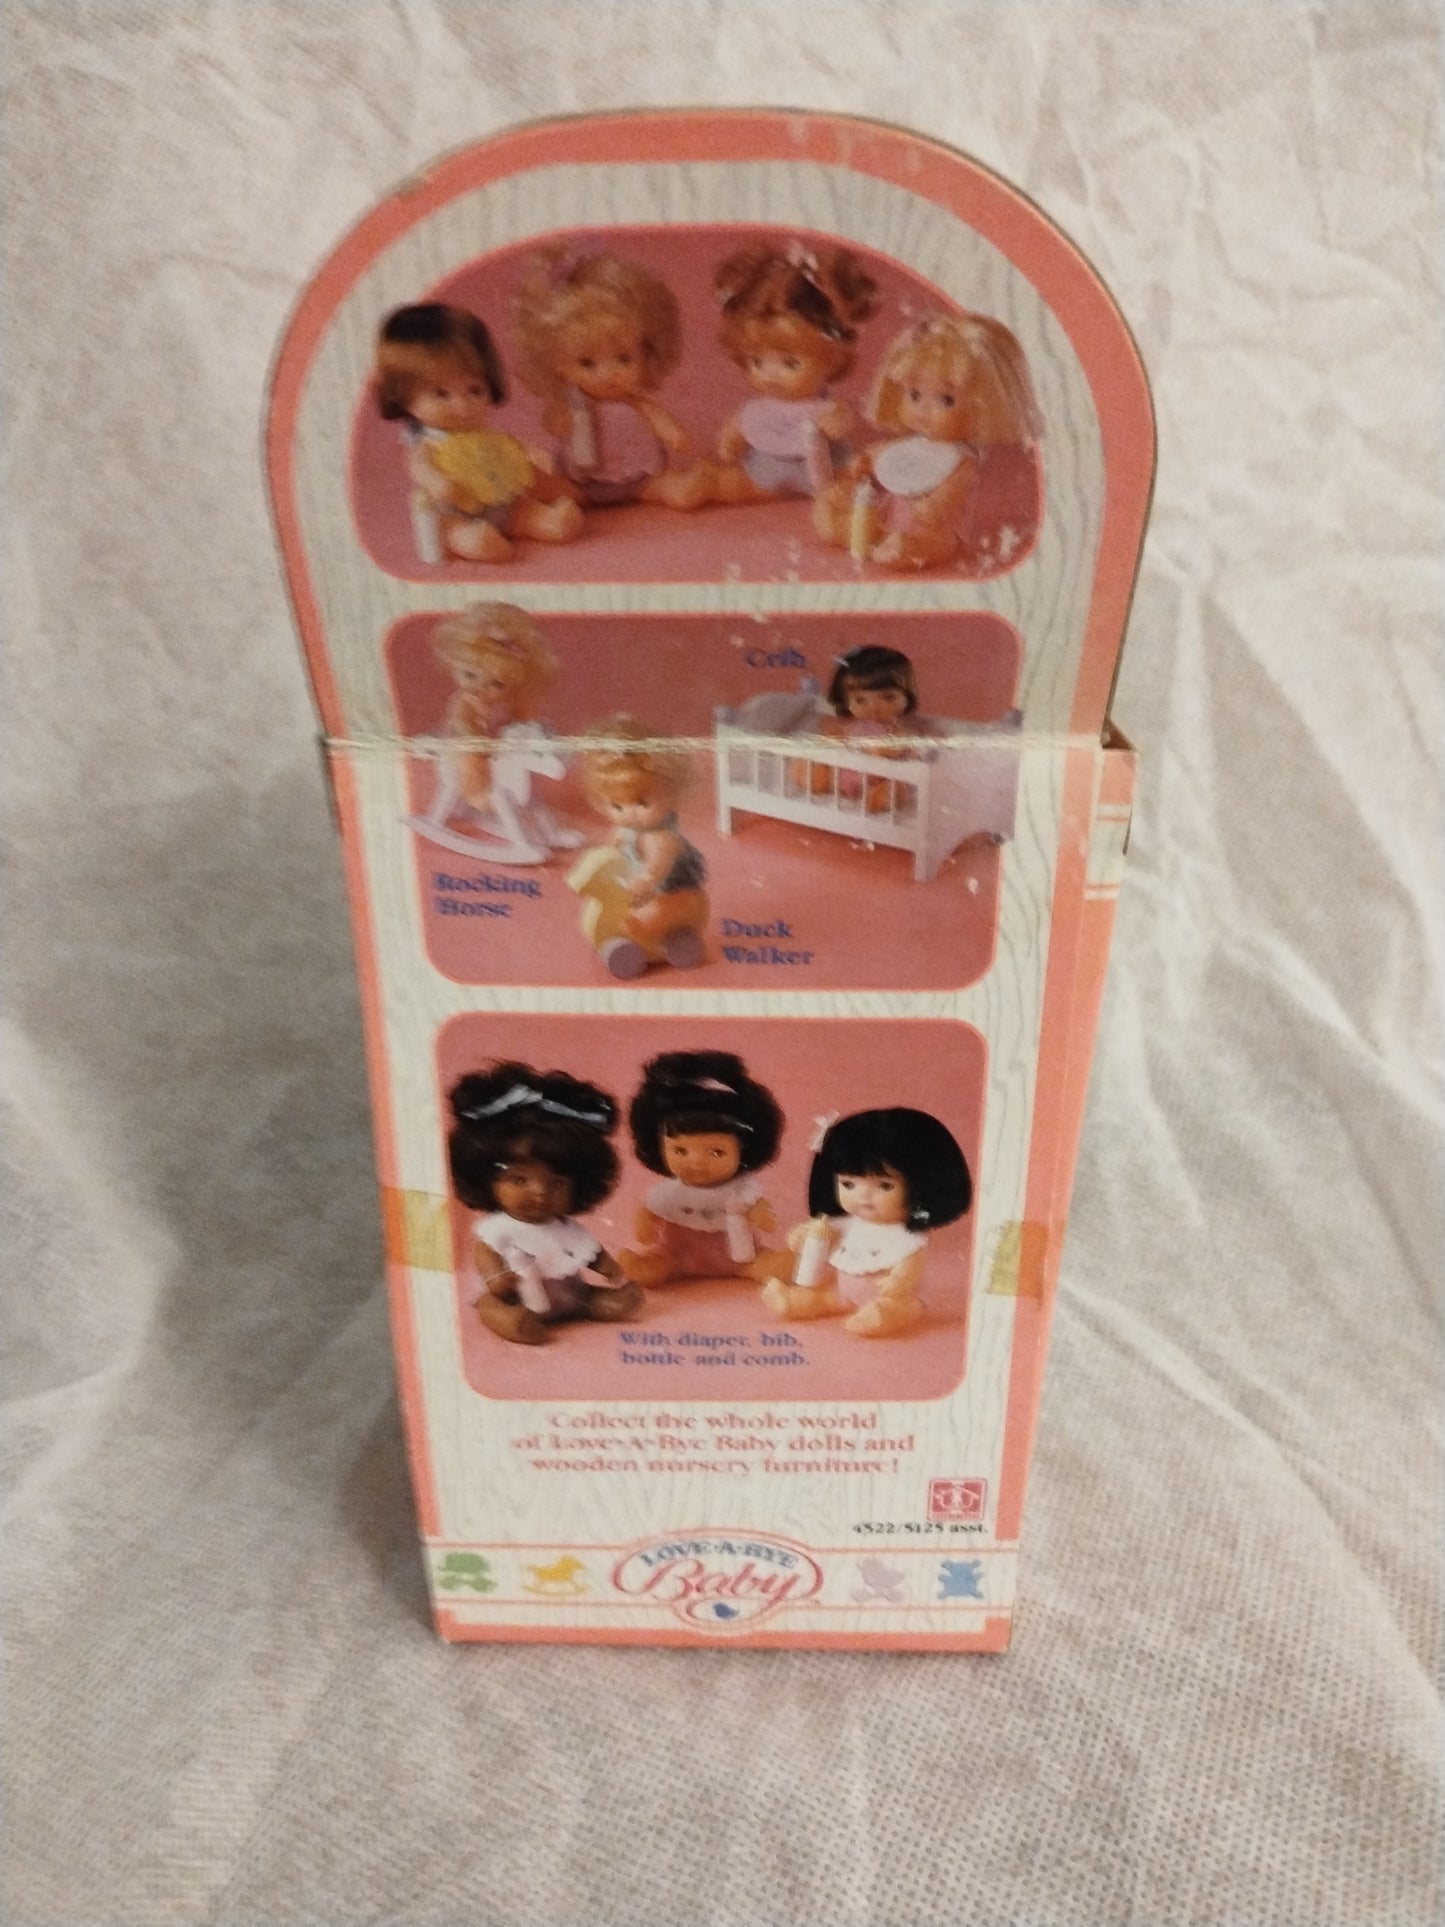 Crib
Rocking
Horse
Duck
Walker
With diaper, bib,
bottle and comb.
Collect the whole world
of Love-A-Bye Baby dolls and
wooden nursery furniture!
4522/5125 asst.
LOVE-A-BYE
Baby